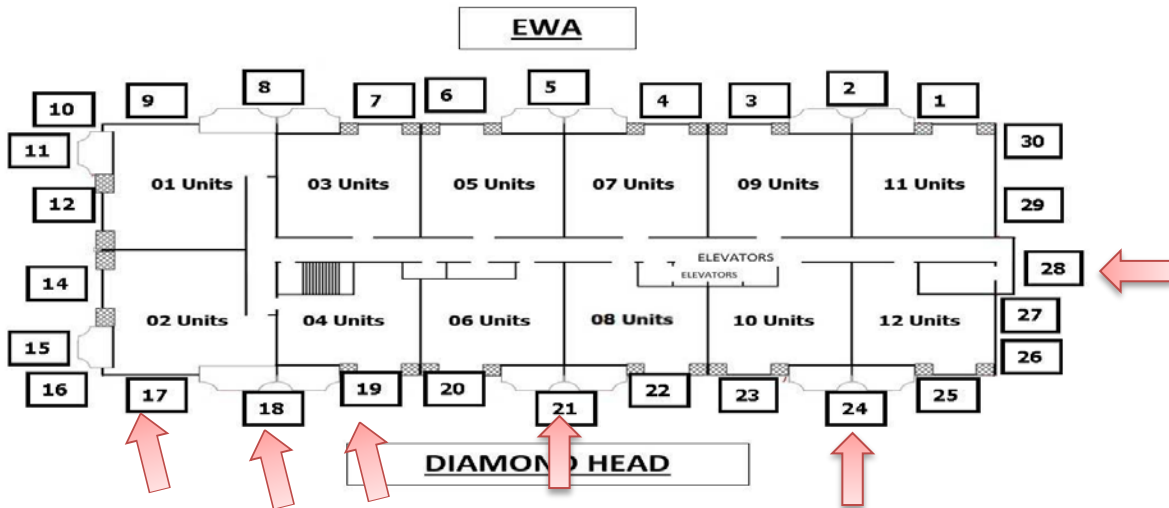 EWA
10 9 8 7 6 5 4 3 2 1
11 30
01 Units 03 Units 05 Units 07 Units 09 Units 11 Units
12 29
ELEVATORS
ELEVATORS
14 28
02 Units 04 Units 06 Units 08 Units 10 Units 12 Units
15 27
16 17 18 19 20 21 22 23 24 25 26
DIAMOND HEAD